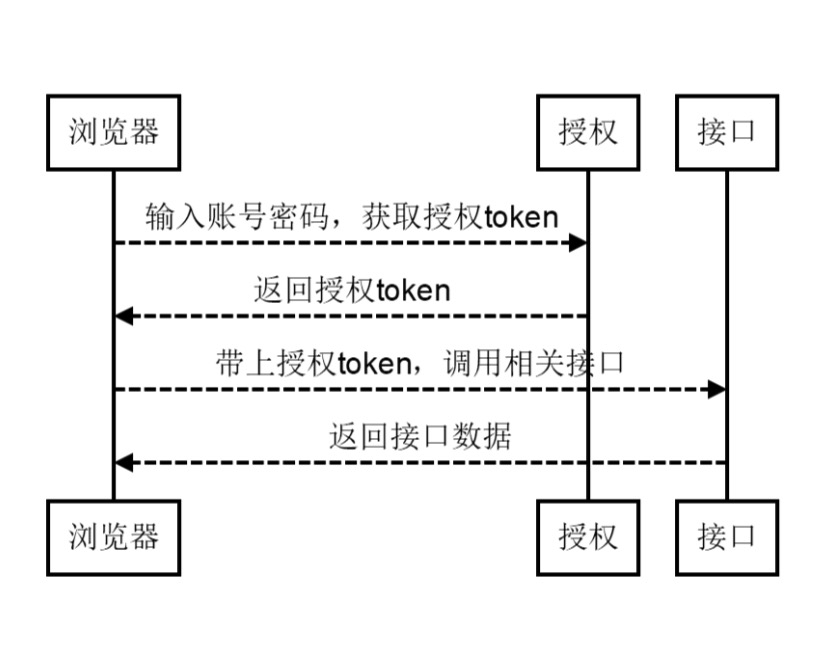 浏览器
授权
接口
输入账号密码，获取授权token
返回授权token
带上授权token，调用相关接口
返回接口数据
浏览器
授权
接口